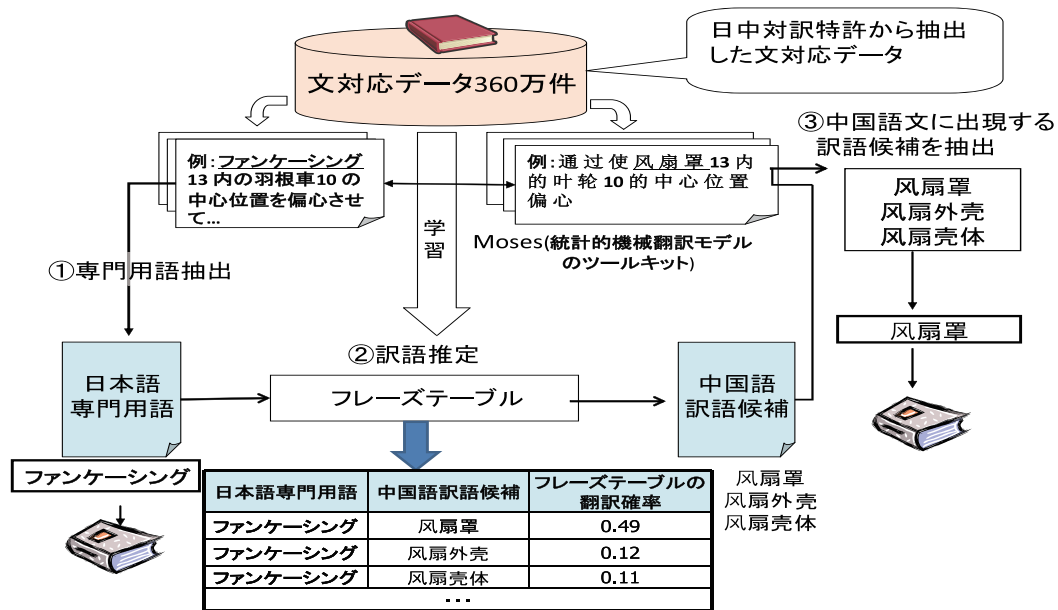 日中対訳特許から抽出
した文対応データ
文対応データ360万件
例：ファンケーシング
13内の羽根車10の
中心位置を偏心させ
て…
例：通过使风扇罩13内
的叶轮10的中心位置
偏心
③中国語文に出現する
訳語候補を抽出
风扇罩
风扇外壳
风扇壳体
风扇罩
学習
Moses(統計的機械翻訳モデル
のツールキット)
①専門用語抽出
②訳語推定
日本語
専門用語
フレーズテーブル
中国語
訳語候補
ファンケーシング
风扇罩
风扇外壳
风扇壳体
日本語専門用語 中国語訳語候補 フレーズテーブルの
翻訳確率
ファンケーシング 风扇罩 0.49
ファンケーシング 风扇外壳 0.12
ファンケーシング 风扇壳体 0.11
…